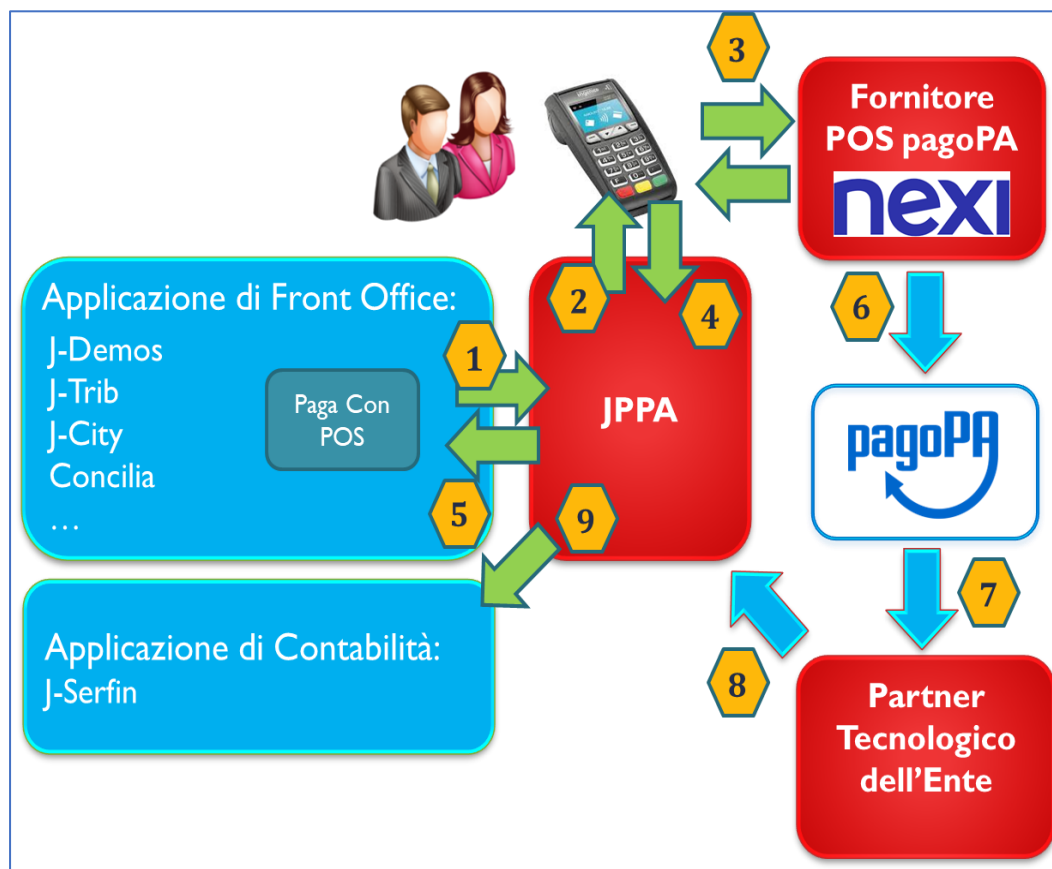 3
Fornitore
POS pagoPA
nexi
Applicazione di Front Office:
J-Demos
J-Trib
J-City
Concilia
…
Paga Con
POS
1
2
4
JPPA
5
9
6
pagoPA
7
8
Applicazione di Contabilità:
J-Serfin
Partner
Tecnologico
dell'Ente